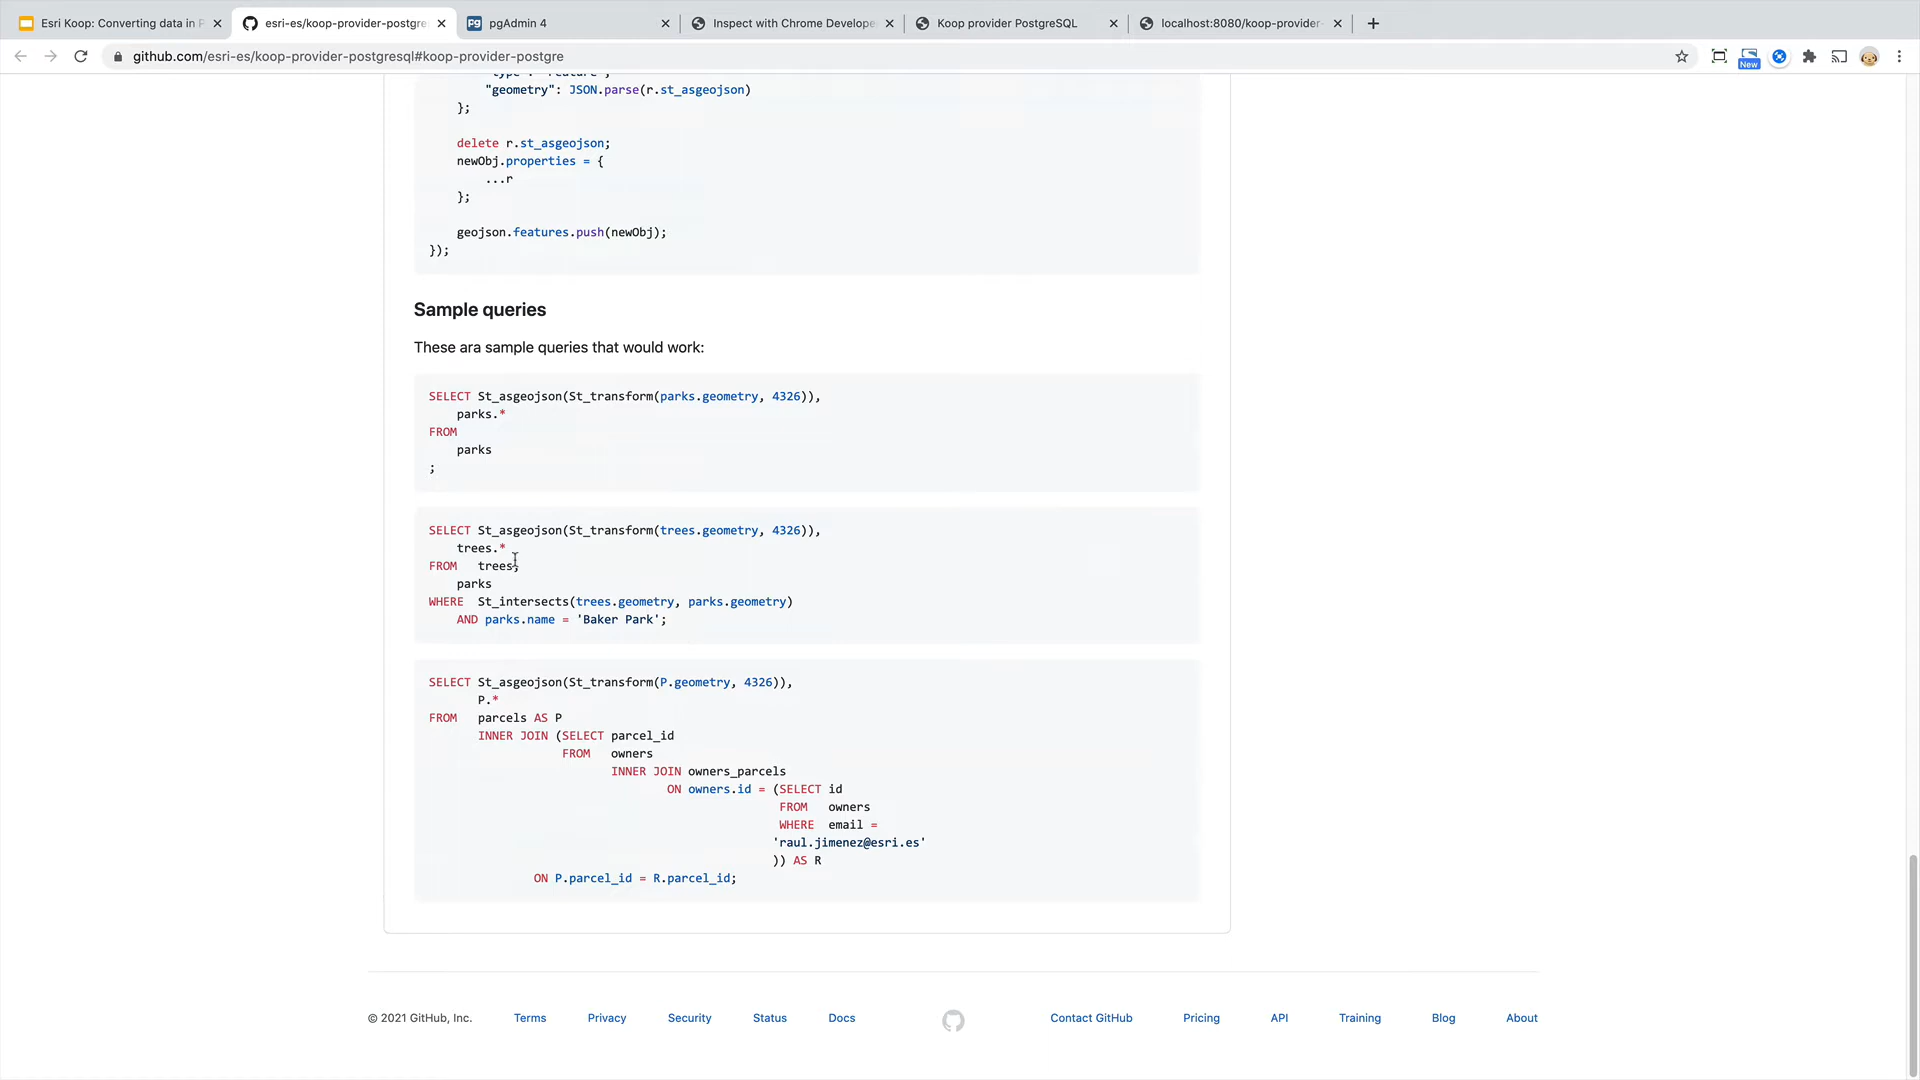 Esri Koop: Converting data in P
esri-es/koop-provider-postgre
pgAdmin 4
Inspect with Chrome Develope
Koop provider PostgreSQL
localhost:8080/koop-provider-
github.com/esri-es/koop-provider-postgresql#koop-provider-postgre
New
"type": "Feature",
"geometry": JSON.parse(r.st_asgeojson)
};
delete r.st_asgeojson;
newObj.properties = {
...r
};
geojson.features.push(newObj);
});
Sample queries
These ara sample queries that would work:
SELECT St_asgeojson(St_transform(parks.geometry, 4326)),
parks.*
FROM
parks
;
SELECT St_asgeojson(St_transform(trees.geometry, 4326)),
trees.*
FROM trees,
parks
WHERE St_intersects(trees.geometry, parks.geometry)
AND parks.name = 'Baker Park';
SELECT St_asgeojson(St_transform(P.geometry, 4326)),
P.*
FROM parcels AS P
INNER JOIN (SELECT parcel_id
FROM owners
INNER JOIN owners_parcels
ON owners.id = (SELECT id
FROM owners
WHERE email =
'raul.jimenez@esri.es'
)) AS R
ON P.parcel_id = R.parcel_id;
© 2021 GitHub, Inc. Terms Privacy Security Status Docs Contact GitHub Pricing API Training Blog About